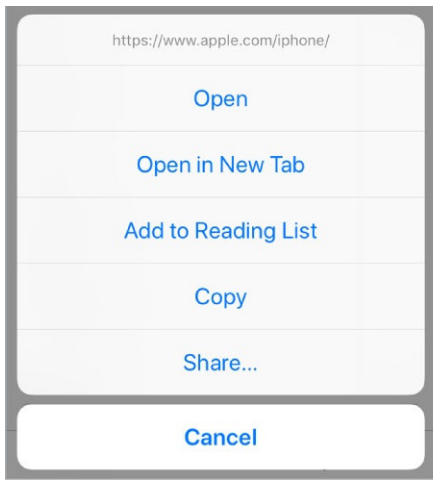 https://www.apple.com/iphone/
Open
Open in New Tab
Add to Reading List
Copy
Share...
Cancel